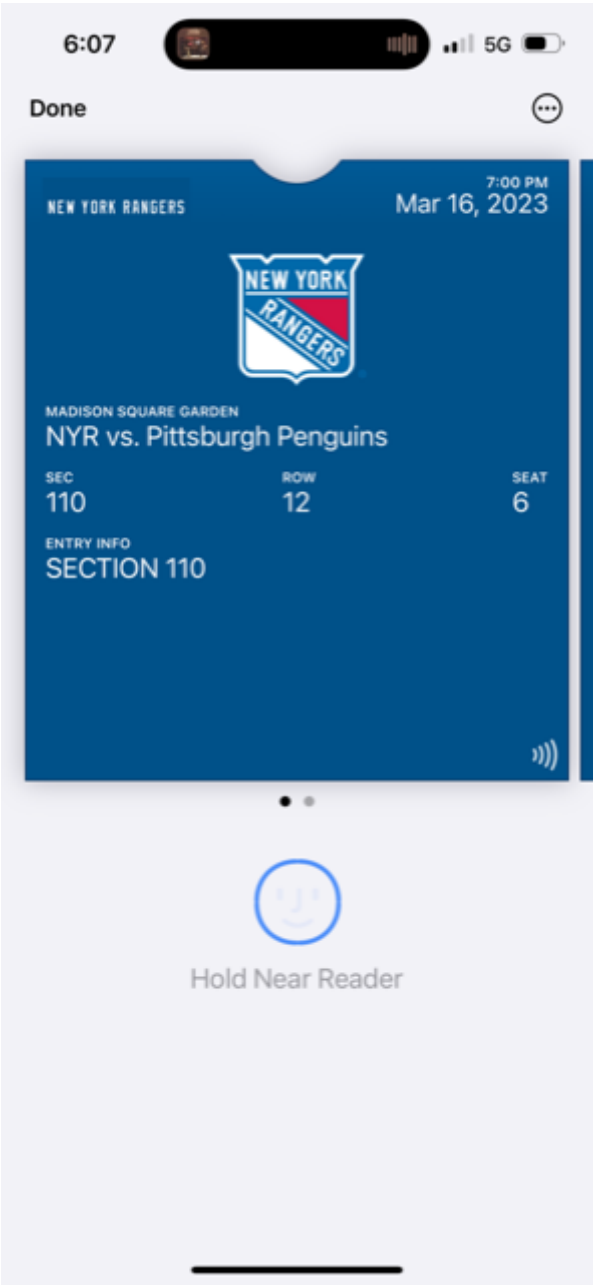 6:07 5G
Done
NEW YORK RANGERS
7:00 PM
Mar 16, 2023
NEW YORK
RANGERS
MADISON SQUARE GARDEN
NYR vs. Pittsburgh Penguins
SEC ROW SEAT
110 12 6
ENTRY INFO
SECTION 110
Hold Near Reader